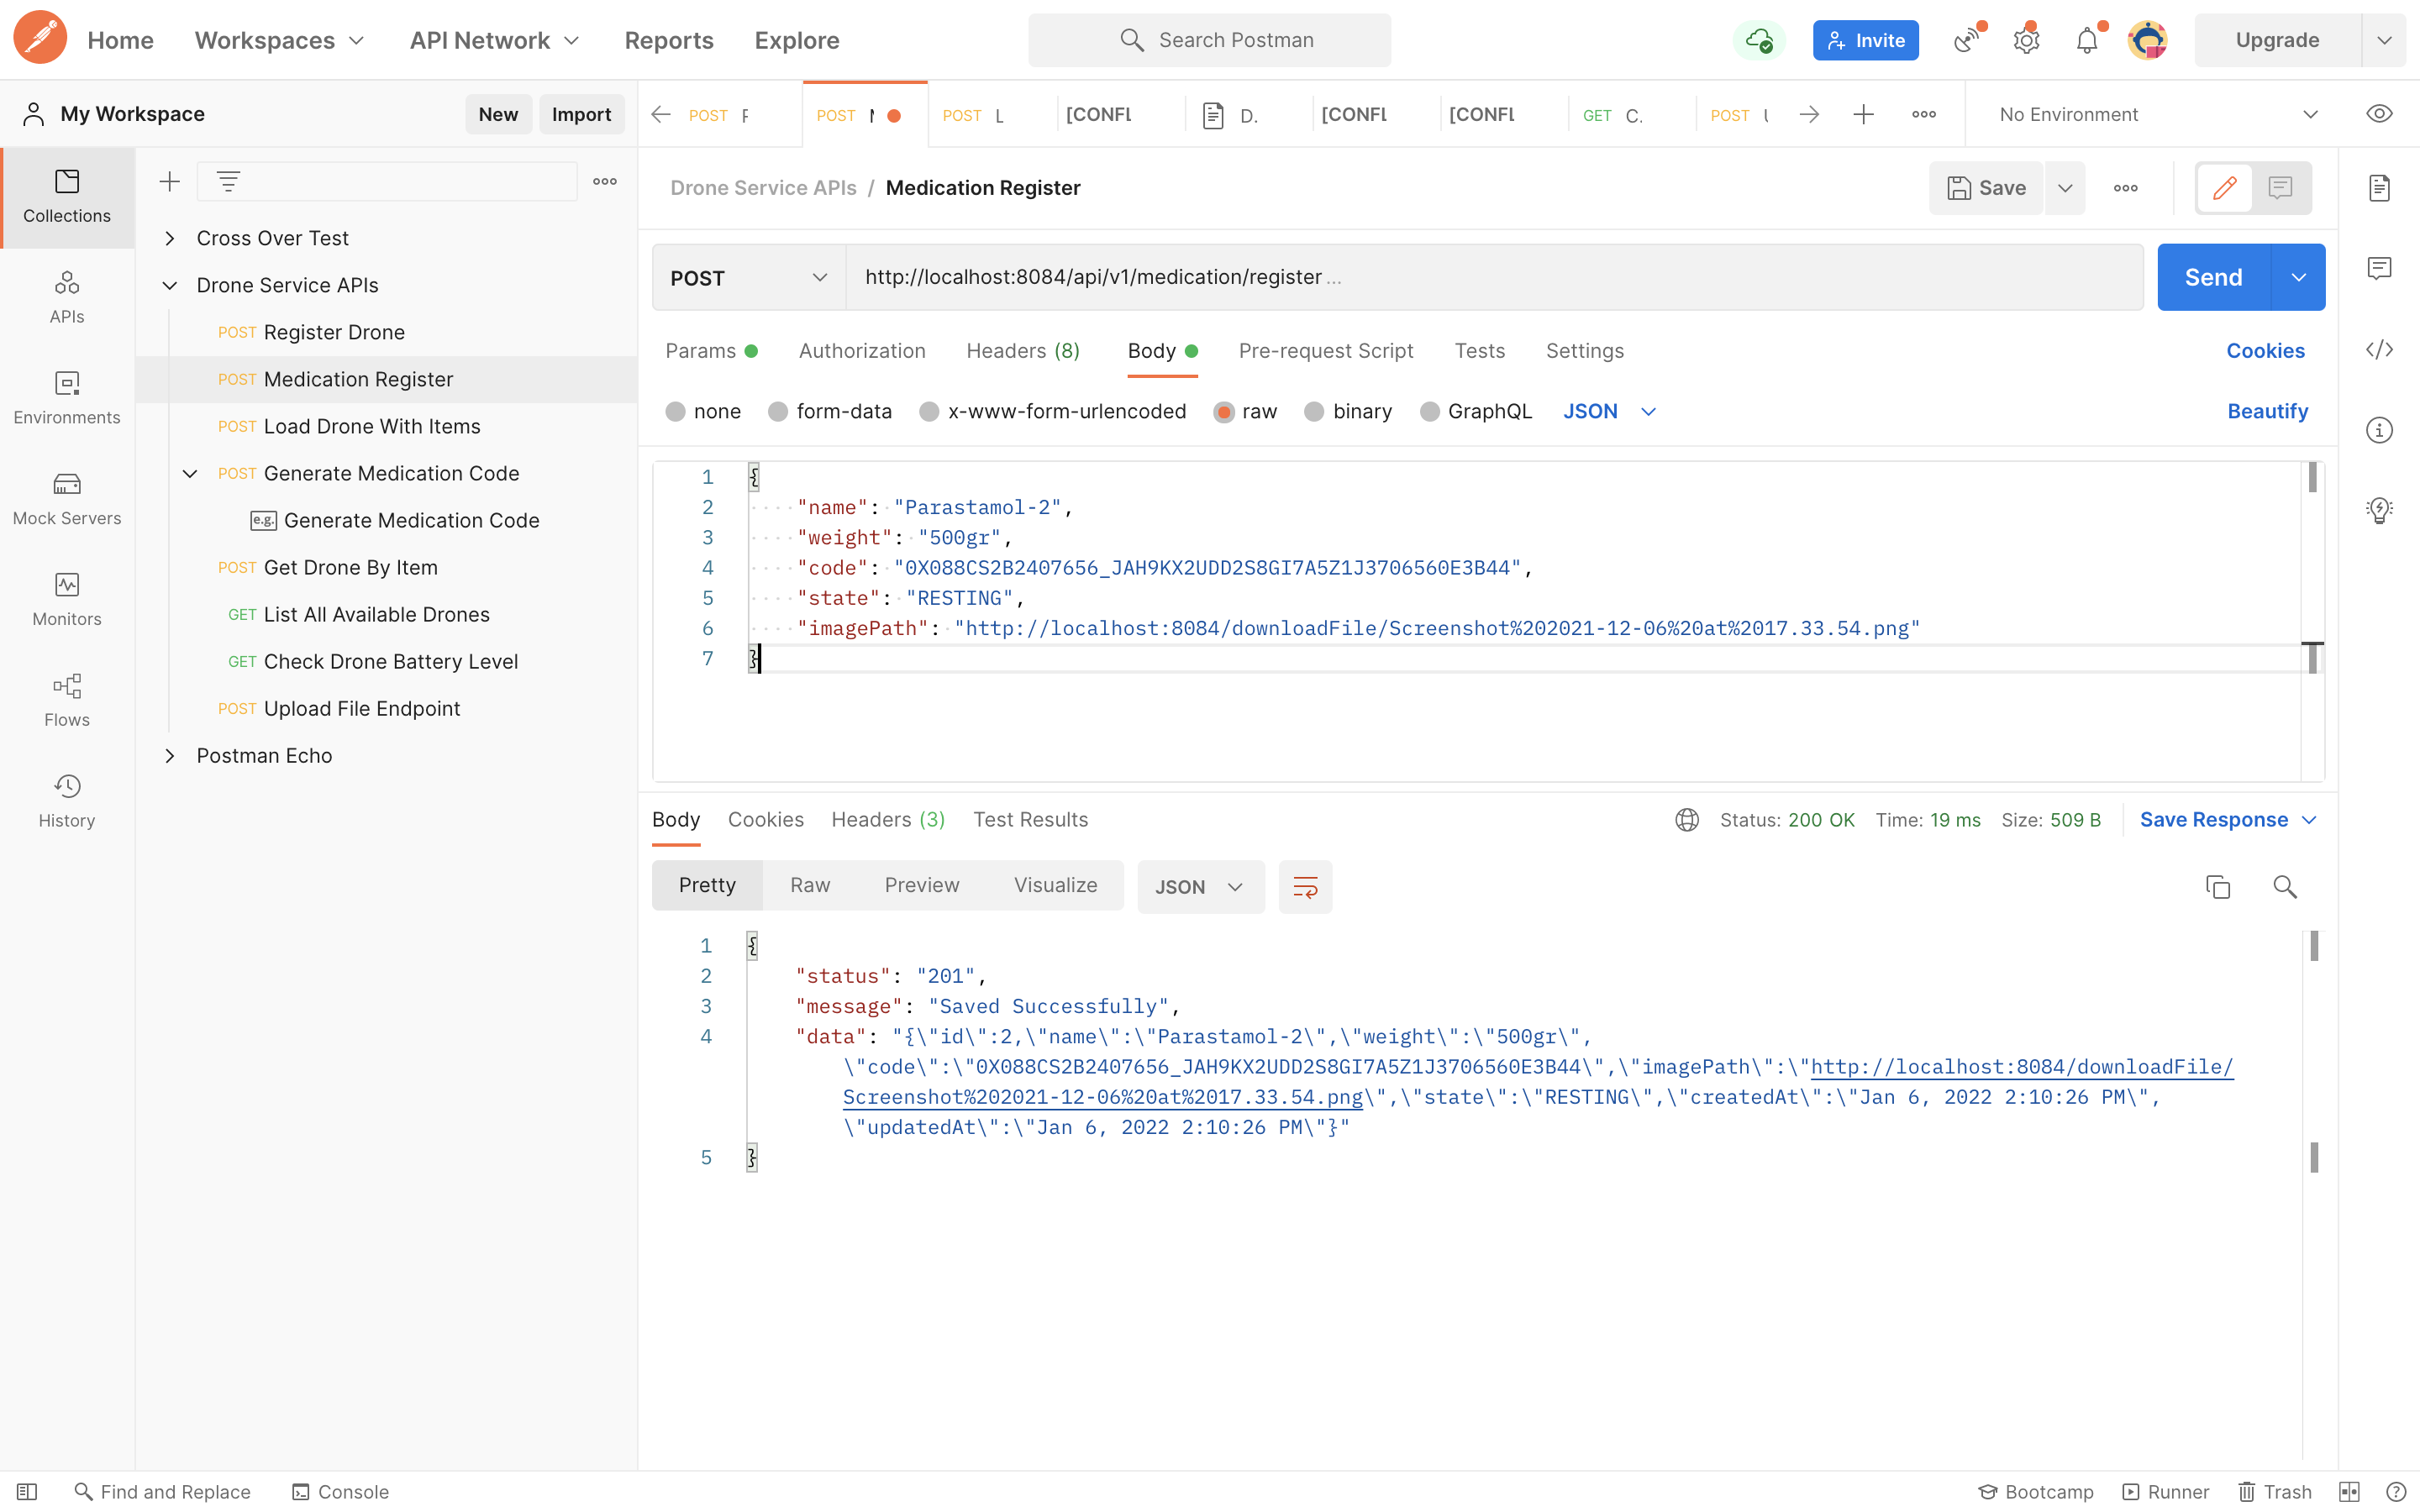 Home Workspaces API Network Reports Explore Search Postman Invite Upgrade
My Workspace New Import POST POST POST L [CONFL D. [CONFL [CONFL GET C. POST No Environment
Drone Service APIs / Medication Register Save
Collections
Cross Over Test
Drone Service APIs
POST http://localhost:8084/api/v1/medication/register ... Send
APIs
POST Register Drone
Params Authorization Headers (8) Body Pre-request Script Tests Settings Cookies
POST Medication Register
Environments
none form-data x-www-form-urlencoded raw binary GraphQL JSON Beautify
POST Load Drone With Items
POST Generate Medication Code
Mock Servers
e.g. Generate Medication Code
POST Get Drone By Item
Monitors
GET List All Available Drones
GET Check Drone Battery Level
Flows
POST Upload File Endpoint
Postman Echo
History
1 {
2 "name": "Parastamol-2",
3 "weight": "500gr",
4 "code": "0X088CS2B2407656_JAH9KX2UDD2S8GI7A5Z1J3706560E3B44",
5 "state": "RESTING",
6 "imagePath": "http://localhost:8084/downloadFile/Screenshot%202021-12-06%20at%2017.33.54.png"
7 }
Body Cookies Headers (3) Test Results Status: 200 OK Time: 19 ms Size: 509 B Save Response
Pretty Raw Preview Visualize JSON
1 {
2 "status": "201",
3 "message": "Saved Successfully",
4 "data": "{\"id\":2,\"name\":\"Parastamol-2\",\"weight\":\"500gr\",
\"code\":\"0X088CS2B2407656_JAH9KX2UDD2S8GI7A5Z1J3706560E3B44\",\"imagePath\":\"http://localhost:8084/downloadFile/
Screenshot%202021-12-06%20at%2017.33.54.png\",\"state\":\"RESTING\",\"createdAt\":\"Jan 6, 2022 2:10:26 PM\",
\"updatedAt\":\"Jan 6, 2022 2:10:26 PM\"}"
5 }
Find and Replace Console Bootcamp Runner Trash